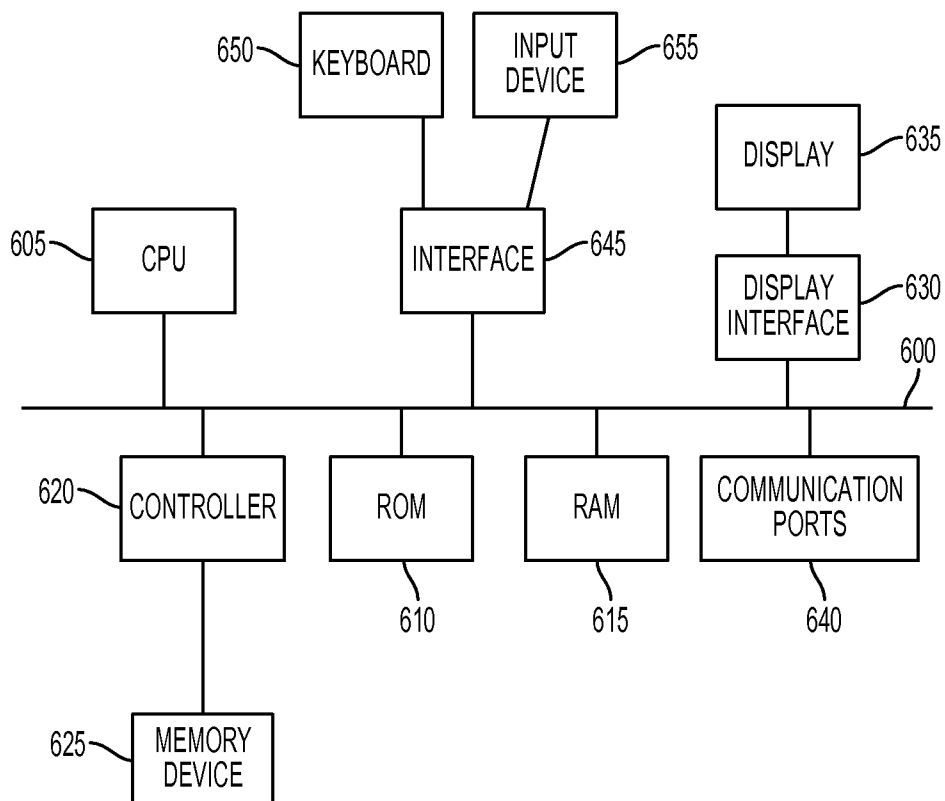 650
KEYBOARD
INPUT
DEVICE
655
DISPLAY
635
605
CPU
INTERFACE
645
DISPLAY
INTERFACE
630
600
620
CONTROLLER
ROM
RAM
COMMUNICATION
PORTS
610
615
640
625
MEMORY
DEVICE